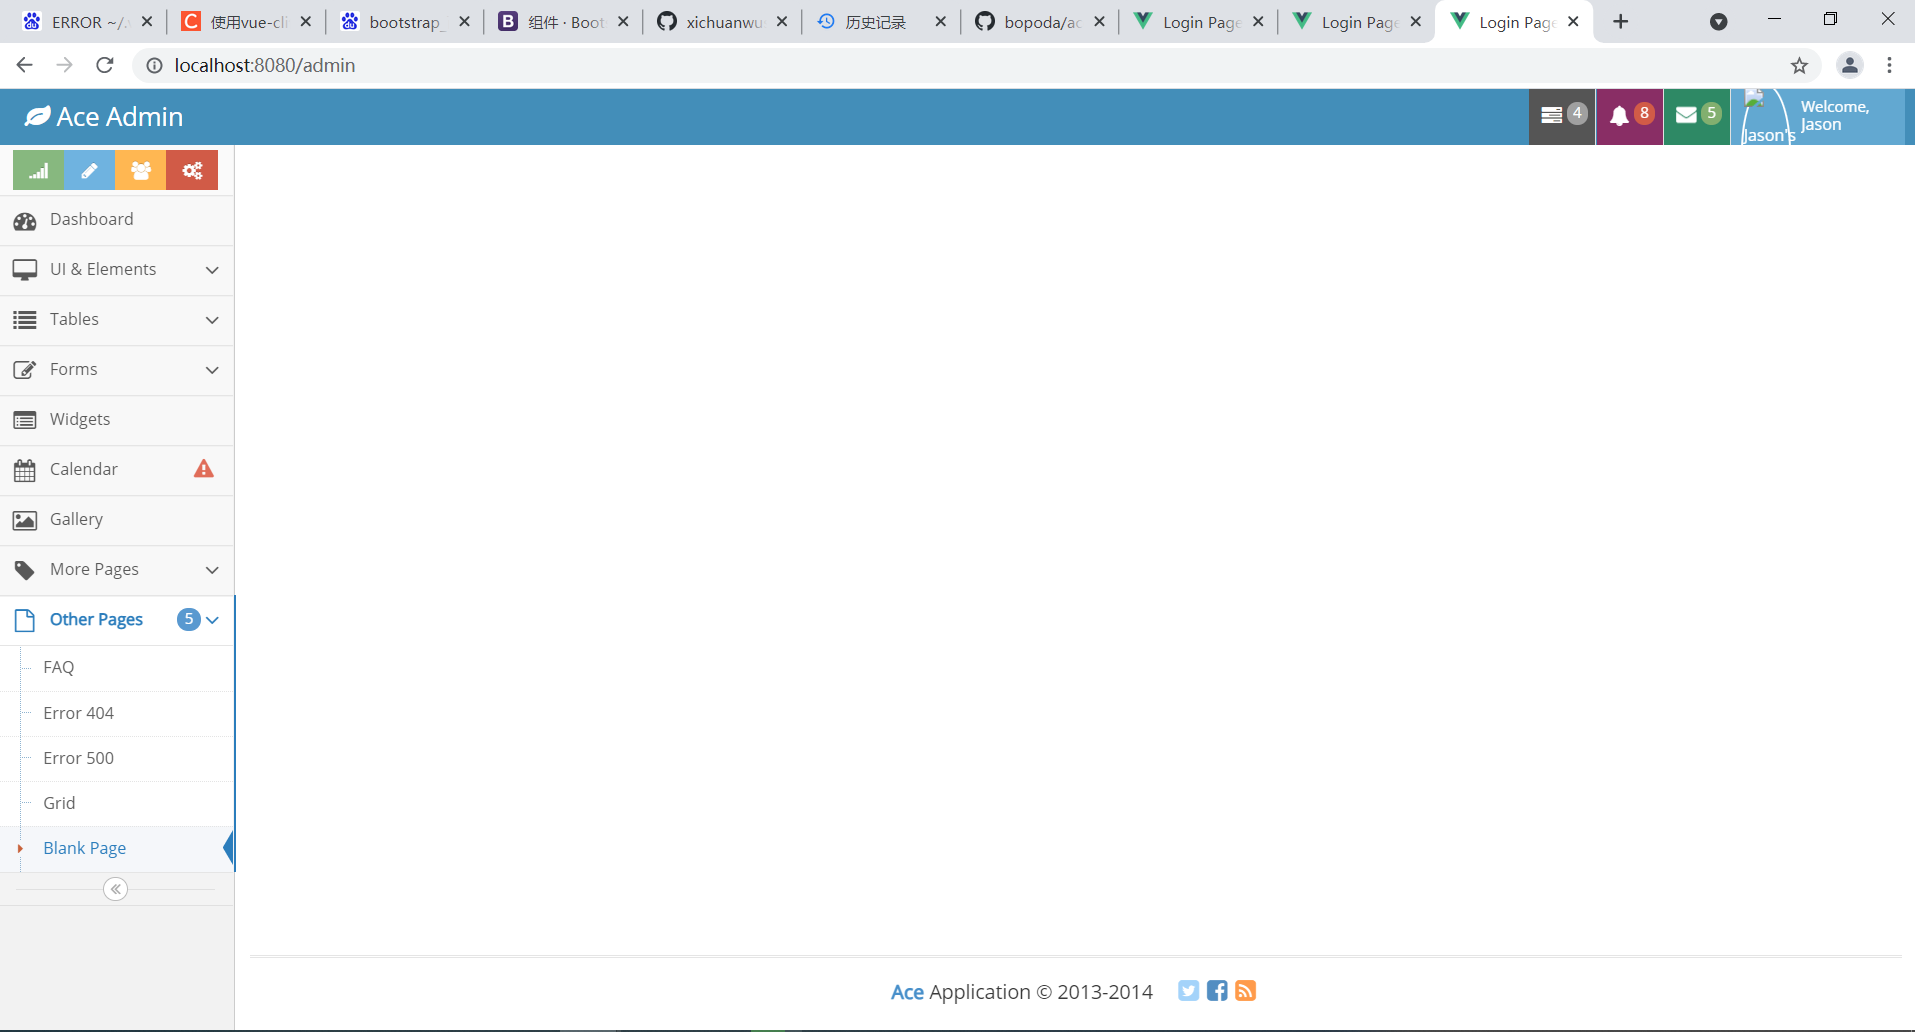 ERROR ~/.
使用vue-cli
bootstrap_
组件 · Boot
xichuanwu
历史记录
bopoda/ac
Login Page
Login Page
Login Page
localhost:8080/admin
Ace Admin
4
8
5
Jason's
Welcome,
Jason
Dashboard
UI & Elements
Tables
Forms
Widgets
Calendar
Gallery
More Pages
Other Pages 5
FAQ
Error 404
Error 500
Grid
Blank Page
Ace Application © 2013-2014